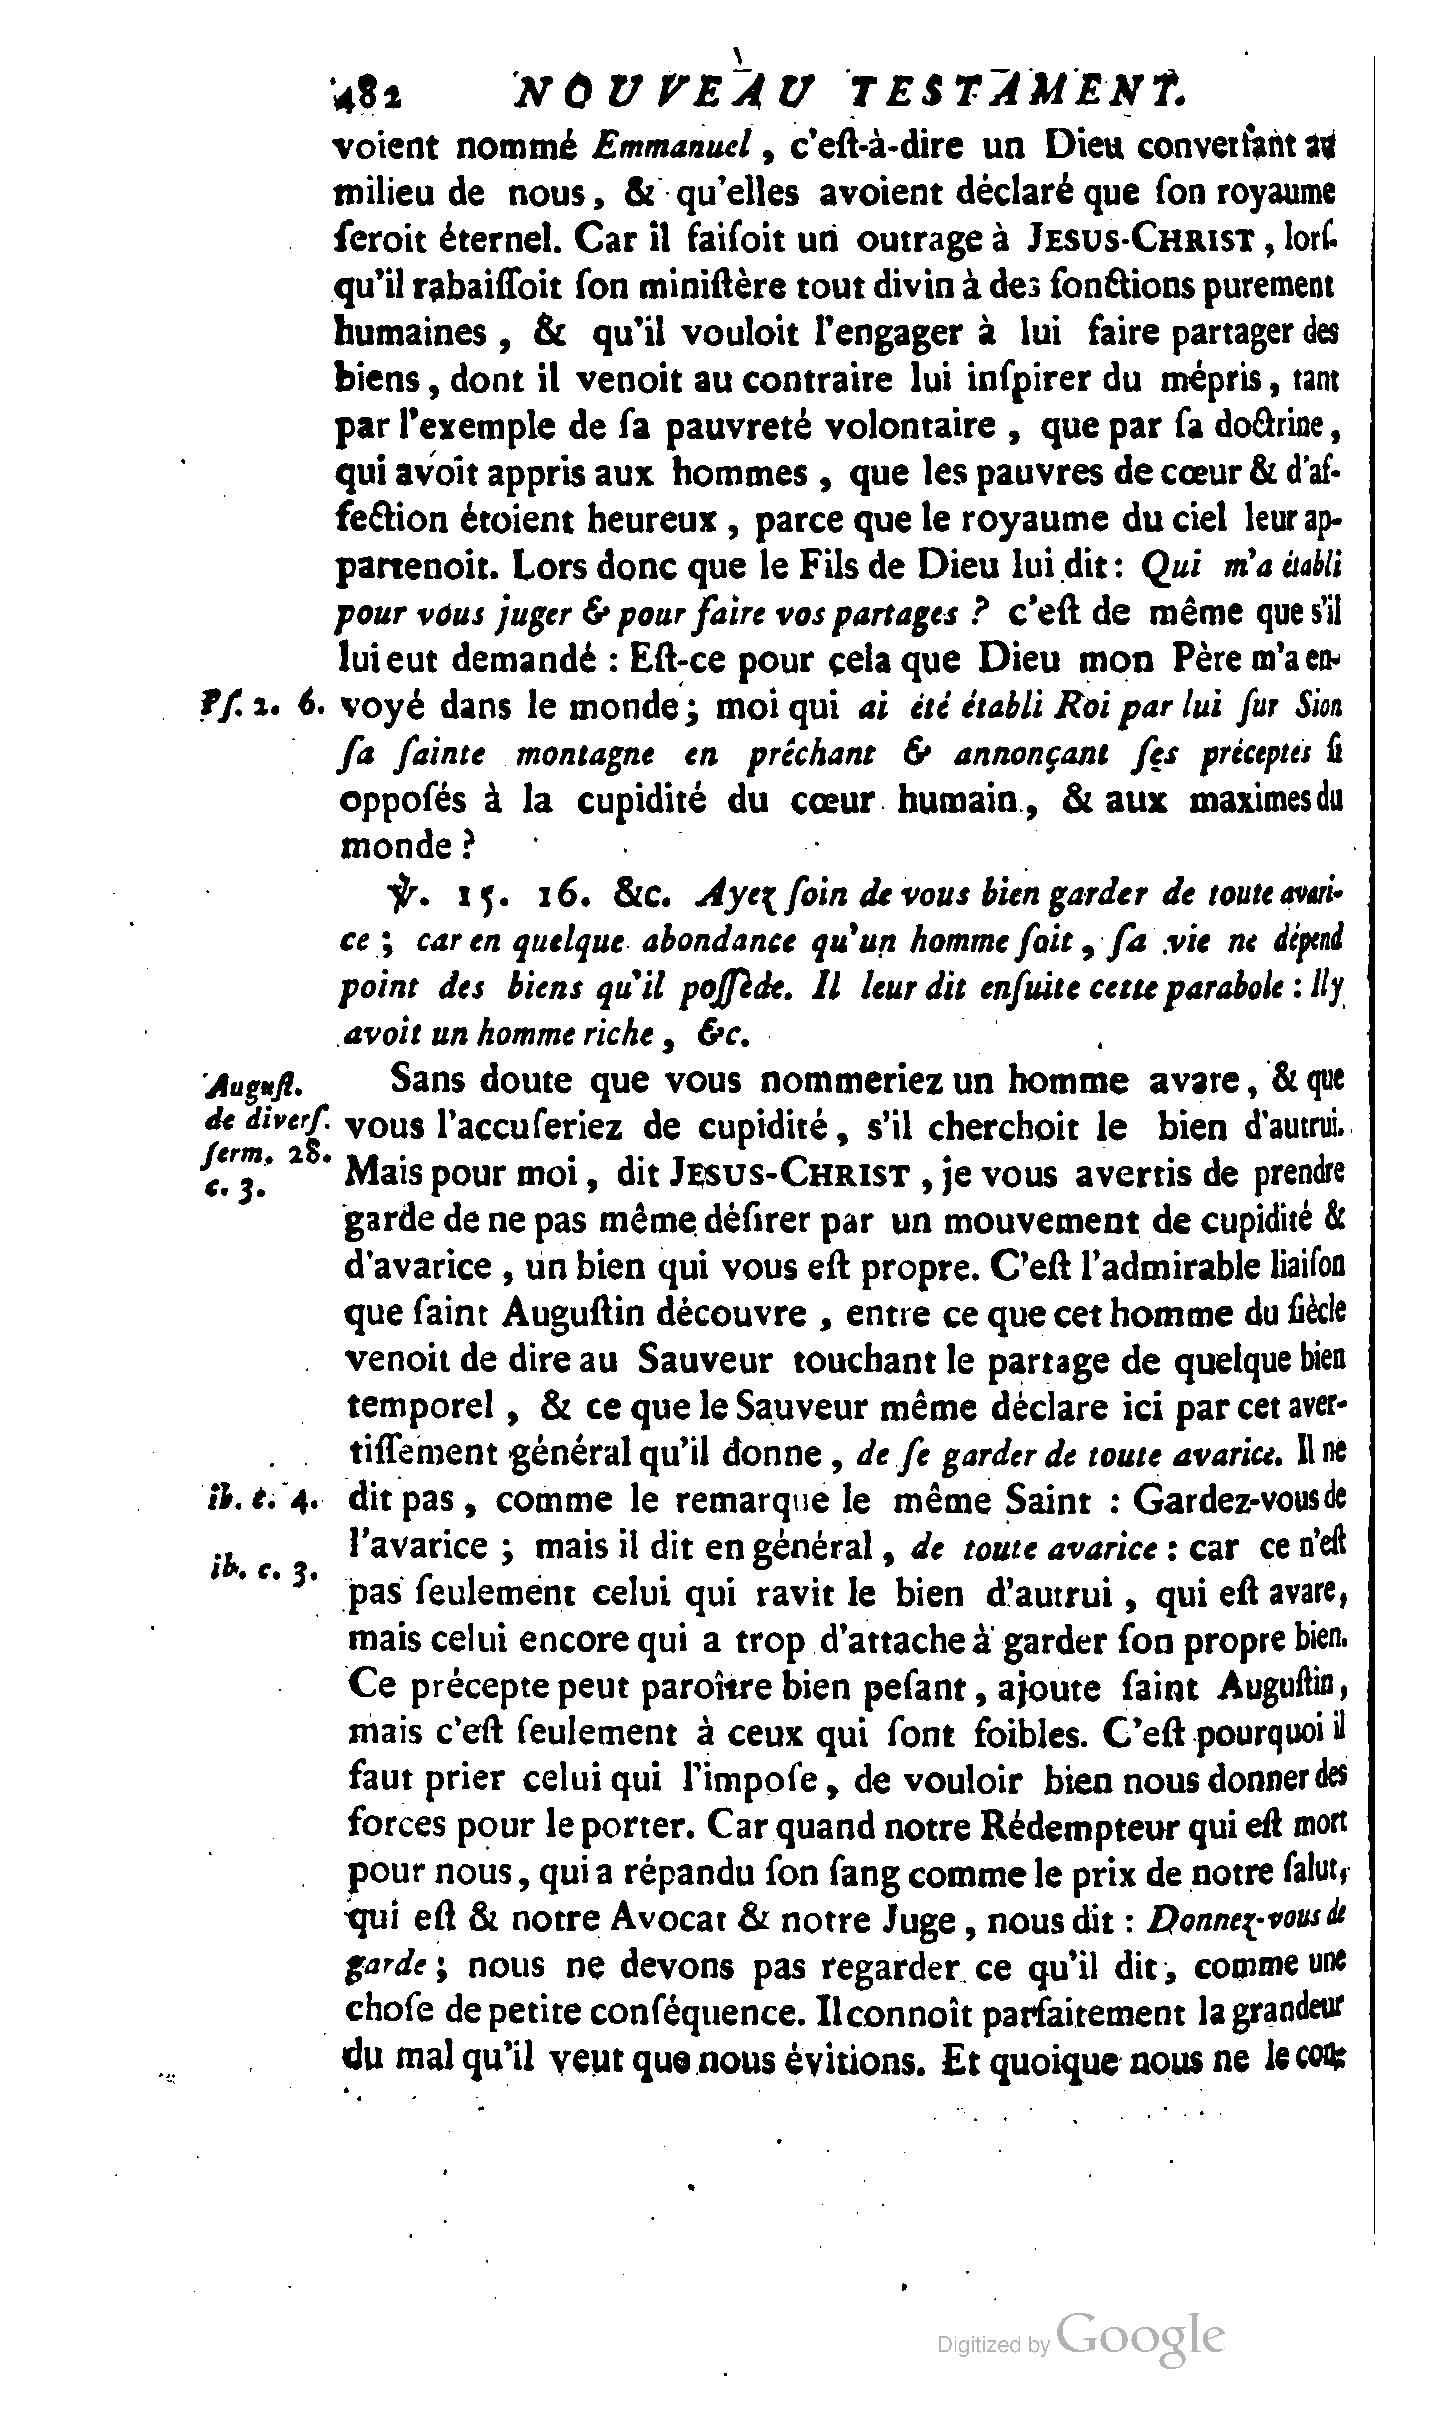 482 NOUVEAU TESTAMENT.
voient nommé Emmanuel, c'eſt-à-dire un Dieu converſant au
milieu de nous, & qu'elles avoient déclaré que ſon royaume
ſeroit éternel. Car il faiſoit un outrage à JESUS-CHRIST, lorſ-
qu'il rabaiſſoit ſon miniſtère tout divin à des fonctions purement
humaines, & qu'il vouloit l'engager à lui faire partager des
biens, dont il venoit au contraire lui inſpirer du mépris, tant
par l'exemple de ſa pauvreté volontaire, que par ſa doctrine,
qui avoit appris aux hommes, que les pauvres de cœur & d'af-
fection étoient heureux, parce que le royaume du ciel leur ap-
partenoit. Lors donc que le Fils de Dieu lui dit: Qui m'a établi
pour vous juger & pour faire vos partages? c'eſt de même que s'il
lui eut demandé: Eſt-ce pour cela que Dieu mon Père m'a en-
Pſ. 2. 6. voyé dans le monde; moi qui ai été établi Roi par lui ſur Sion
ſa ſainte montagne en prêchant & annonçant ſes préceptes ſi
oppoſés à la cupidité du cœur humain, & aux maximes du
monde?
℣. 15. 16. &c. Ayez ſoin de vous bien garder de toute avari-
ce; car en quelque abondance qu'un homme ſoit, ſa vie ne dépend
point des biens qu'il poſſède. Il leur dit enſuite cette parabole: Il y
avoit un homme riche, &c.
Auguſt. Sans doute que vous nommeriez un homme avare, & que
de diverſ. vous l'accuſeriez de cupidité, s'il cherchoit le bien d'autrui.
ſerm. 28. Mais pour moi, dit JESUS-CHRIST, je vous avertis de prendre
c. 3. garde de ne pas même déſirer par un mouvement de cupidité &
d'avarice, un bien qui vous eſt propre. C'eſt l'admirable liaiſon
que ſaint Auguſtin découvre, entre ce que cet homme du ſiècle
venoit de dire au Sauveur touchant le partage de quelque bien
temporel, & ce que le Sauveur même déclare ici par cet aver-
tiſſement général qu'il donne, de ſe garder de toute avarice. Il ne
ib. c. 4. dit pas, comme le remarque le même Saint: Gardez-vous de
l'avarice; mais il dit en général, de toute avarice: car ce n'eſt
ib. c. 3. pas ſeulement celui qui ravit le bien d'autrui, qui eſt avare,
mais celui encore qui a trop d'attache à garder ſon propre bien.
Ce précepte peut paroître bien peſant, ajoute ſaint Auguſtin,
mais c'eſt ſeulement à ceux qui ſont foibles. C'eſt pourquoi il
faut prier celui qui l'impoſe, de vouloir bien nous donner des
forces pour le porter. Car quand notre Rédempteur qui eſt mort
pour nous, qui a répandu ſon ſang comme le prix de notre ſalut,
qui eſt & notre Avocat & notre Juge, nous dit: Donnez-vous de
garde; nous ne devons pas regarder ce qu'il dit, comme une
choſe de petite conſéquence. Il connoît parfaitement la grandeur
du mal qu'il veut que nous évitions. Et quoique nous ne le con-
Digitized by Google